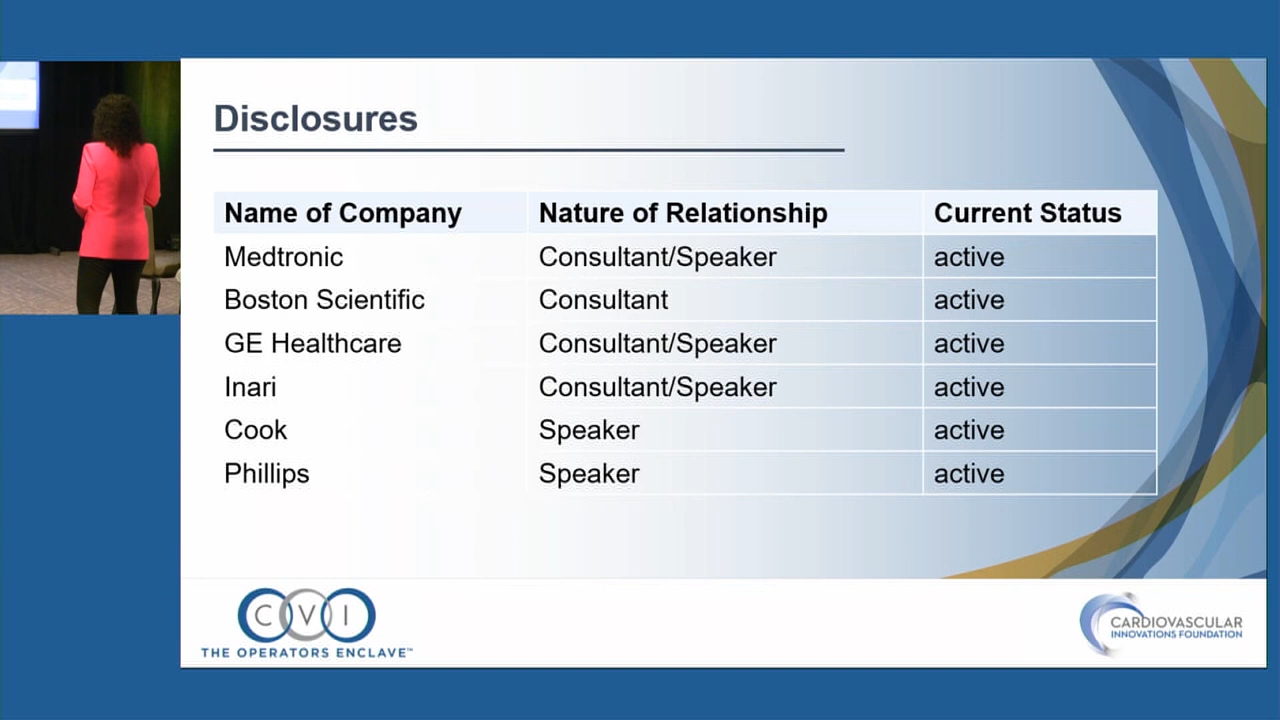 Disclosures
Name of Company Nature of Relationship Current Status
Medtronic Consultant/Speaker active
Boston Scientific Consultant active
GE Healthcare Consultant/Speaker active
Inari Consultant/Speaker active
Cook Speaker active
Phillips Speaker active
CVI
THE OPERATORS ENCLAVE™
CARDIOVASCULAR
INNOVATIONS FOUNDATION